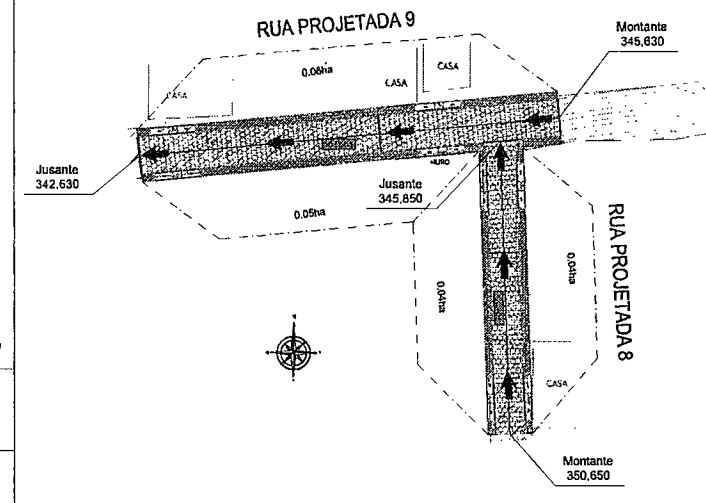 RUA PROJETADA 9
Montante
345,630
0.06ha
CASA
CASA
CASA
Jusante
342,630
MURO
Jusante
345,850
0.05ha
RUA PROJETADA 8
0.04ha
0.04ha
CASA
Montante
350,650